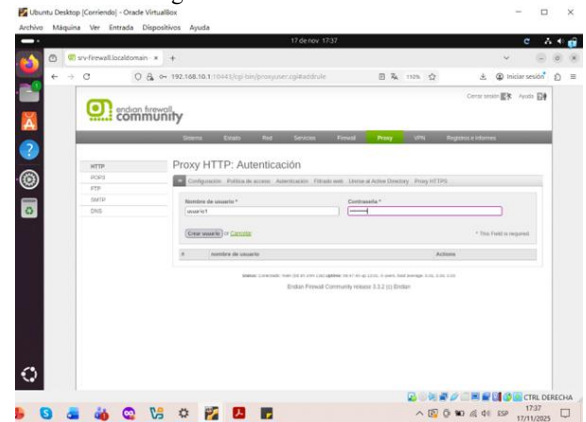 Ubuntu Desktop [Corriendo] - Oracle VirtualBox
Archivo Máquina Ver Entrada Dispositivos Ayuda
17 de nov 17:37
srv-firewall.localdomain -
192.168.10.1:10443/cgi-bin/proxyuser.cgi#addrule
110%
Iniciar sesión
Cerrar sesión Ayuda
endian firewall
community
Sistema Estado Red Servicios Firewall Proxy VPN Registros e informes
HTTP
POP3
FTP
SMTP
DNS
Proxy HTTP: Autenticación
Configuración Política de acceso Autenticación Filtrado web Unirse al Active Directory Proxy HTTPS
Nombre de usuario * Contraseña *
usuario1
Crear usuario or Cancelar * This Field is required
# nombre de usuario Actions
Endian Firewall Community release 3.3.2 (c) Endian
CTRL DERECHA
ESP 17:37
17/11/2025